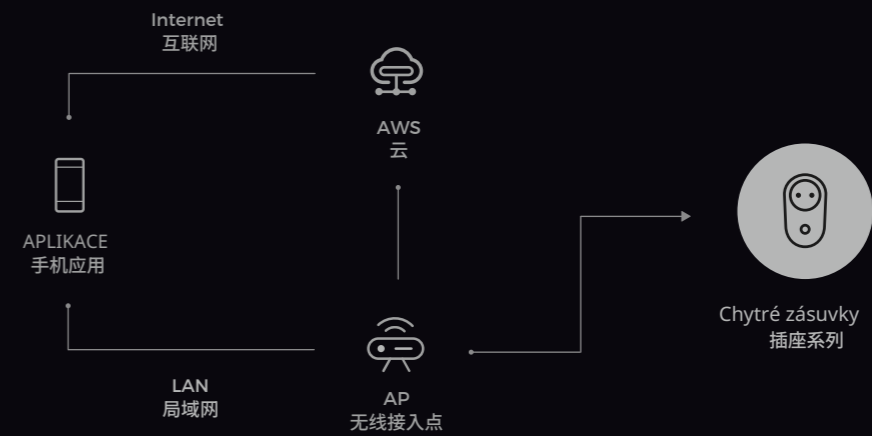 Internet
互联网
AWS
云
APLIKACE
手机应用
Chytré zásuvky
插座系列
LAN
局域网
AP
无线接入点